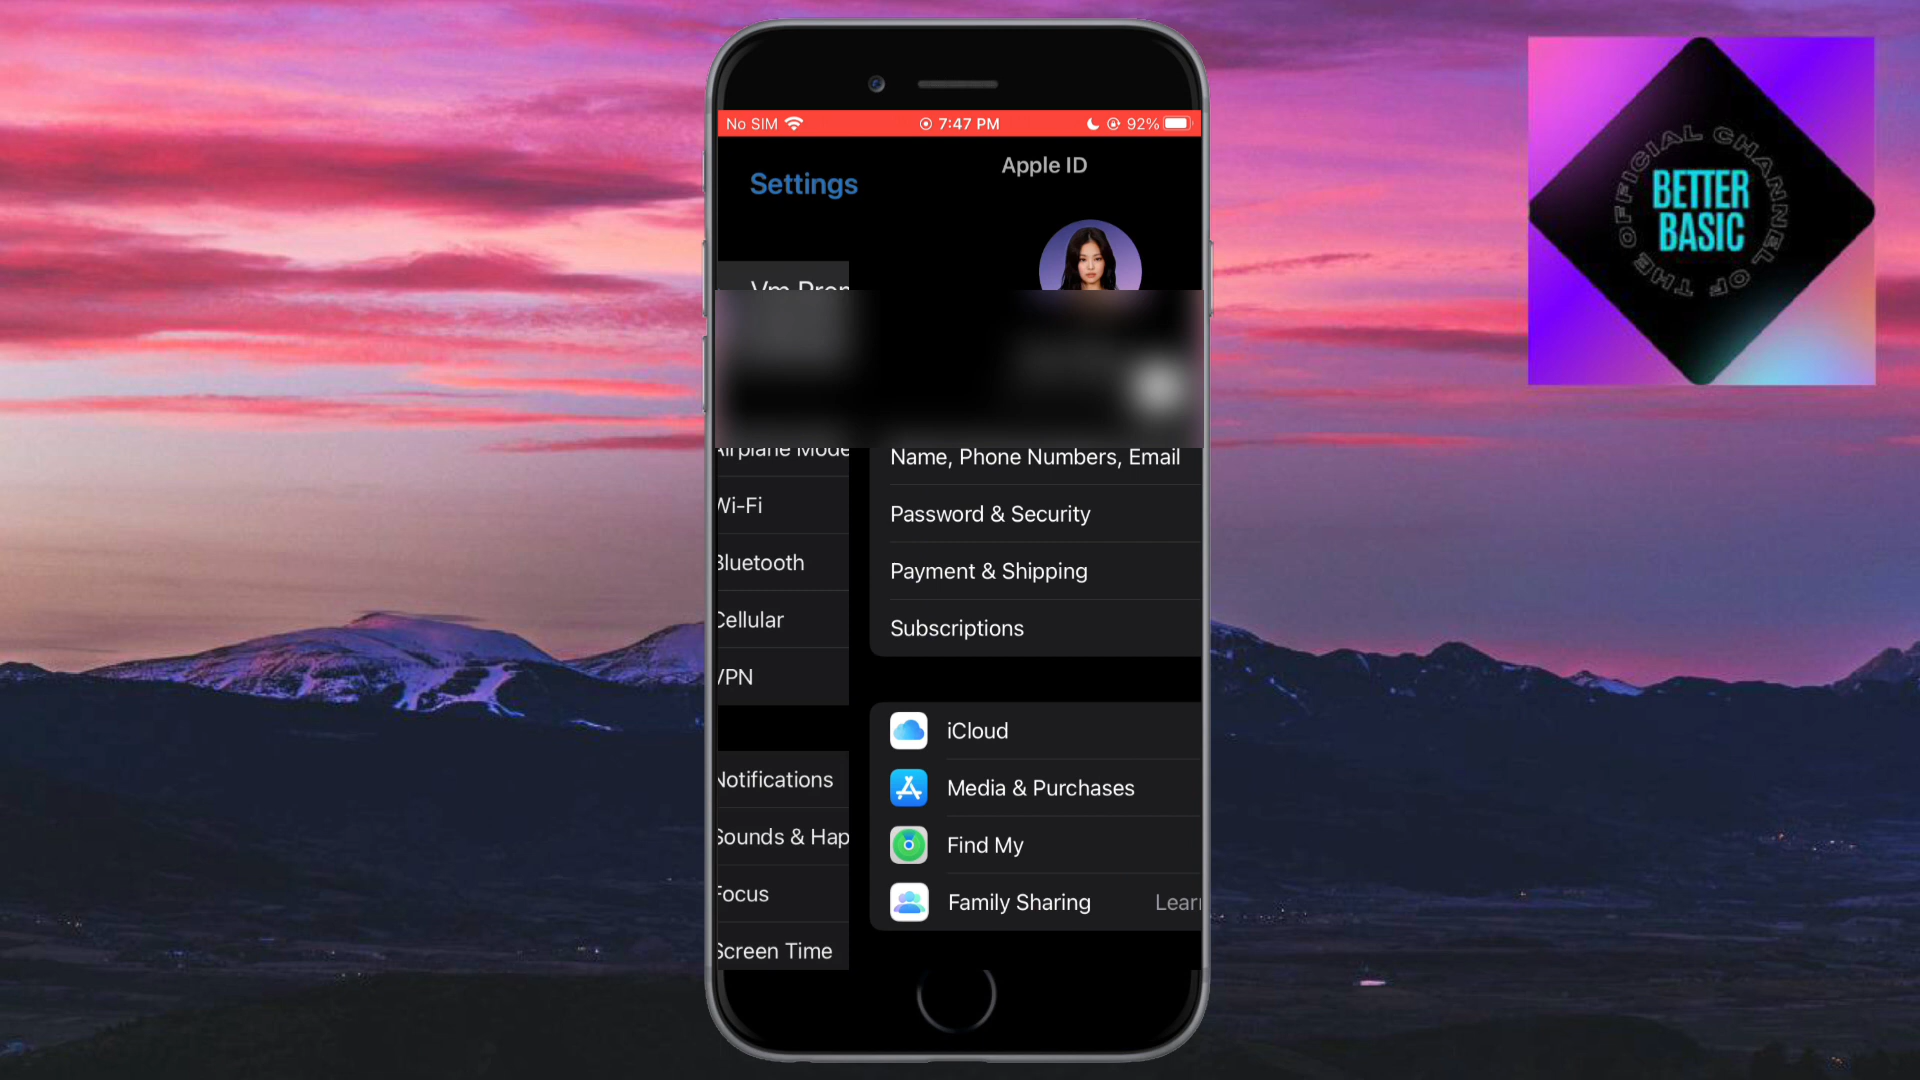 No SIM
7:47 PM
92%
Settings
Apple ID
Name, Phone Numbers, Email
Wi-Fi
Password & Security
Bluetooth
Payment & Shipping
Cellular
Subscriptions
VPN
iCloud
Notifications
Media & Purchases
Sounds & Hap
Find My
Focus
Family Sharing
Screen Time
OFFICIAL CHANNEL OF THE
BETTER
BASIC